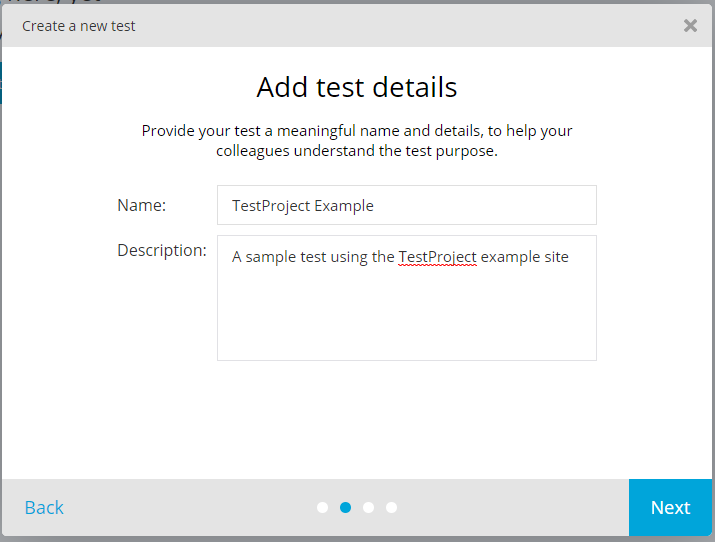 Create a new test
Add test details
Provide your test a meaningful name and details, to help your
colleagues understand the test purpose.
Name:
TestProject Example
Description:
A sample test using the TestProject example site
Back
Next